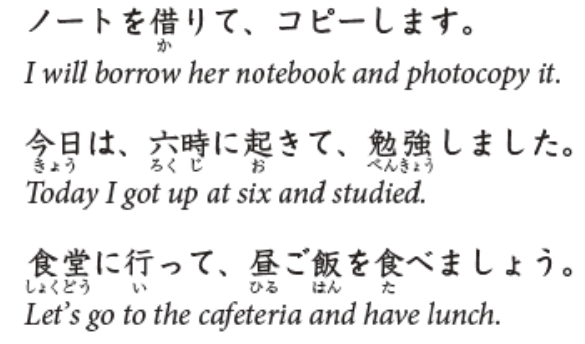 ノートを借りて、コピーします。
か
I will borrow her notebook and photocopy it.
今日は、六時に起きて、勉強しました。
きょう ろく じ お べんきょう
Today I got up at six and studied.
食堂に行って、昼ご飯を食べましょう。
しょくどう い ひる はん た
Let's go to the cafeteria and have lunch.